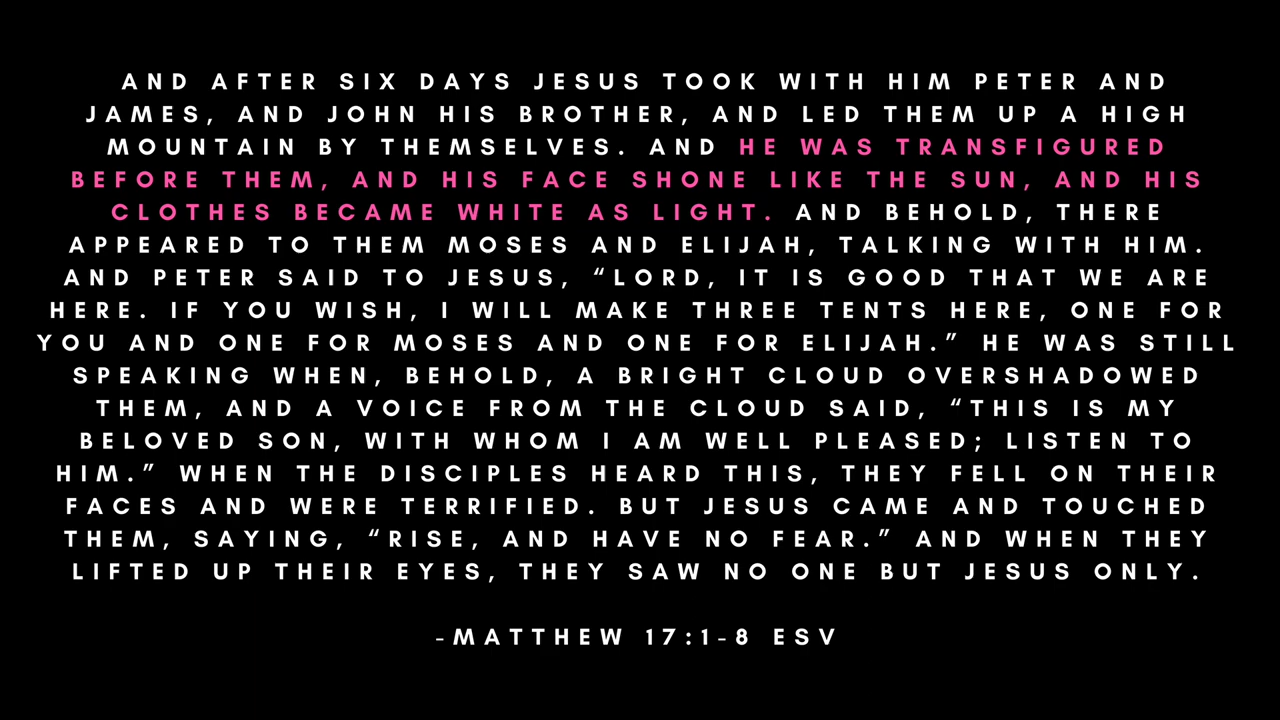 AND AFTER SIX DAYS JESUS TOOK WITH HIM PETER AND
JAMES, AND JOHN HIS BROTHER, AND LED THEM UP A HIGH
MOUNTAIN BY THEMSELVES. AND HE WAS TRANSFIGURED
BEFORE THEM, AND HIS FACE SHONE LIKE THE SUN, AND HIS
CLOTHES BECAME WHITE AS LIGHT. AND BEHOLD, THERE
APPEARED TO THEM MOSES AND ELIJAH, TALKING WITH HIM.
AND PETER SAID TO JESUS, “LORD, IT IS GOOD THAT WE ARE
HERE. IF YOU WISH, I WILL MAKE THREE TENTS HERE, ONE FOR
YOU AND ONE FOR MOSES AND ONE FOR ELIJAH.” HE WAS STILL
SPEAKING WHEN, BEHOLD, A BRIGHT CLOUD OVERSHADOWED
THEM, AND A VOICE FROM THE CLOUD SAID, “THIS IS MY
BELOVED SON, WITH WHOM I AM WELL PLEASED; LISTEN TO
HIM.” WHEN THE DISCIPLES HEARD THIS, THEY FELL ON THEIR
FACES AND WERE TERRIFIED. BUT JESUS CAME AND TOUCHED
THEM, SAYING, “RISE, AND HAVE NO FEAR.” AND WHEN THEY
LIFTED UP THEIR EYES, THEY SAW NO ONE BUT JESUS ONLY.
-MATTHEW 17:1-8 ESV